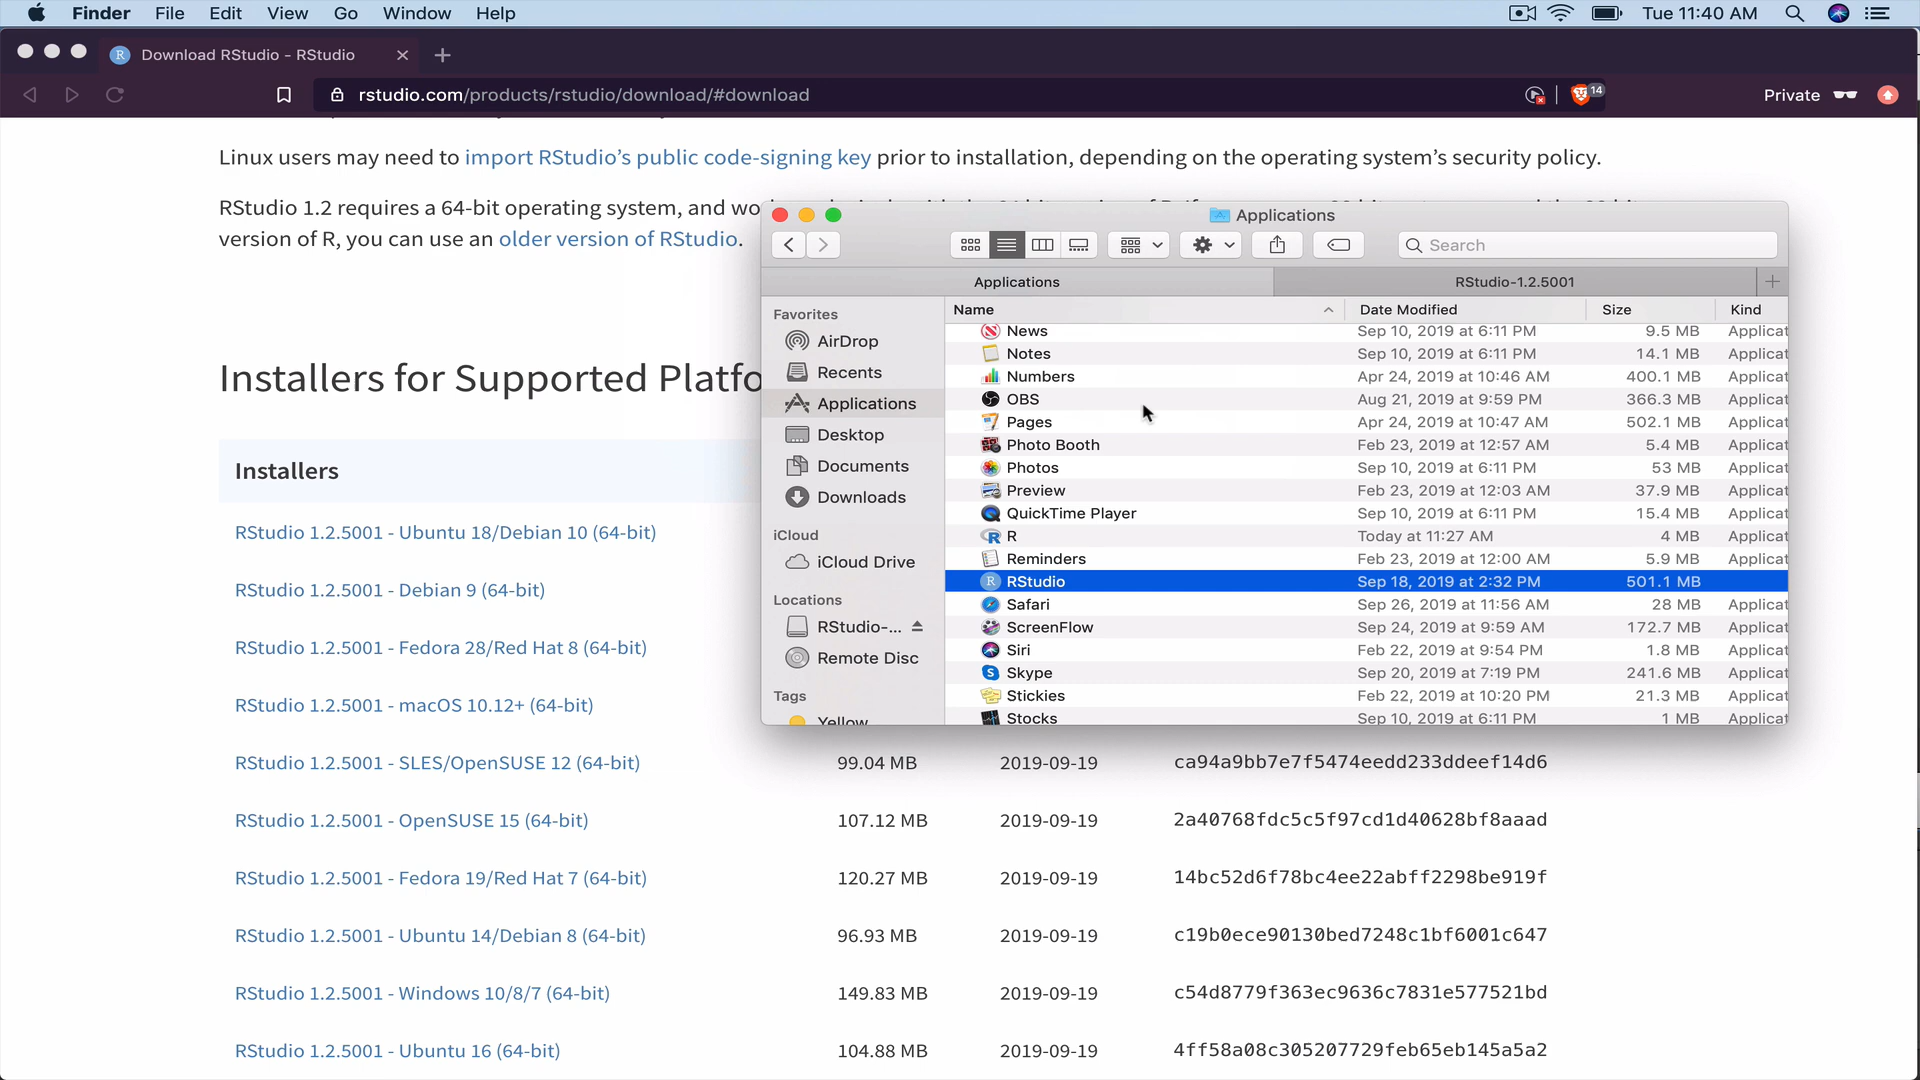 Finder File Edit View Go Window Help Tue 11:40 AM
Download RStudio - RStudio
rstudio.com/products/rstudio/download/#download 14 Private
Linux users may need to import RStudio’s public code-signing key prior to installation, depending on the operating system’s security policy.
RStudio 1.2 requires a 64-bit operating system, and
version of R, you can use an older version of RStudio.
Installers for Supported
Installers
RStudio 1.2.5001 - Ubuntu 18/Debian 10 (64-bit)
RStudio 1.2.5001 - Debian 9 (64-bit)
RStudio 1.2.5001 - Fedora 28/Red Hat 8 (64-bit)
RStudio 1.2.5001 - macOS 10.12+ (64-bit)
RStudio 1.2.5001 - SLES/OpenSUSE 12 (64-bit) 99.04 MB 2019-09-19 ca94a9bb7e7f5474eedd233ddeef14d6
RStudio 1.2.5001 - OpenSUSE 15 (64-bit) 107.12 MB 2019-09-19 2a40768fdc5c5f97cd1d40628bf8aaad
RStudio 1.2.5001 - Fedora 19/Red Hat 7 (64-bit) 120.27 MB 2019-09-19 14bc52d6f78bc4ee22abff2298be919f
RStudio 1.2.5001 - Ubuntu 14/Debian 8 (64-bit) 96.93 MB 2019-09-19 c19b0ece90130bed7248c1bf6001c647
RStudio 1.2.5001 - Windows 10/8/7 (64-bit) 149.83 MB 2019-09-19 c54d8779f363ec9636c7831e577521bd
RStudio 1.2.5001 - Ubuntu 16 (64-bit) 104.88 MB 2019-09-19 4ff58a08c305207729feb65eb145a5a2
Applications
Search
Applications RStudio-1.2.5001
Favorites
AirDrop
Recents
Applications
Desktop
Documents
Downloads
iCloud
iCloud Drive
Locations
RStudio-...
Remote Disc
Tags
Yellow
Name Date Modified Size Kind
News Sep 10, 2019 at 6:11 PM 9.5 MB Applicat
Notes Sep 10, 2019 at 6:11 PM 14.1 MB Applicat
Numbers Apr 24, 2019 at 10:46 AM 400.1 MB Applicat
OBS Aug 21, 2019 at 9:59 PM 366.3 MB Applicat
Pages Apr 24, 2019 at 10:47 AM 502.1 MB Applicat
Photo Booth Feb 23, 2019 at 12:57 AM 5.4 MB Applicat
Photos Sep 10, 2019 at 6:11 PM 53 MB Applicat
Preview Feb 23, 2019 at 12:03 AM 37.9 MB Applicat
QuickTime Player Sep 10, 2019 at 6:11 PM 15.4 MB Applicat
R Today at 11:27 AM 4 MB Applicat
Reminders Feb 23, 2019 at 12:00 AM 5.9 MB Applicat
RStudio Sep 18, 2019 at 2:32 PM 501.1 MB
Safari Sep 26, 2019 at 11:56 AM 28 MB Applicat
ScreenFlow Sep 24, 2019 at 9:59 AM 172.7 MB Applicat
Siri Feb 22, 2019 at 9:54 PM 1.8 MB Applicat
Skype Sep 20, 2019 at 7:19 PM 241.6 MB Applicat
Stickies Feb 22, 2019 at 10:20 PM 21.3 MB Applicat
Stocks Sep 10, 2019 at 6:11 PM 1 MB Applicat